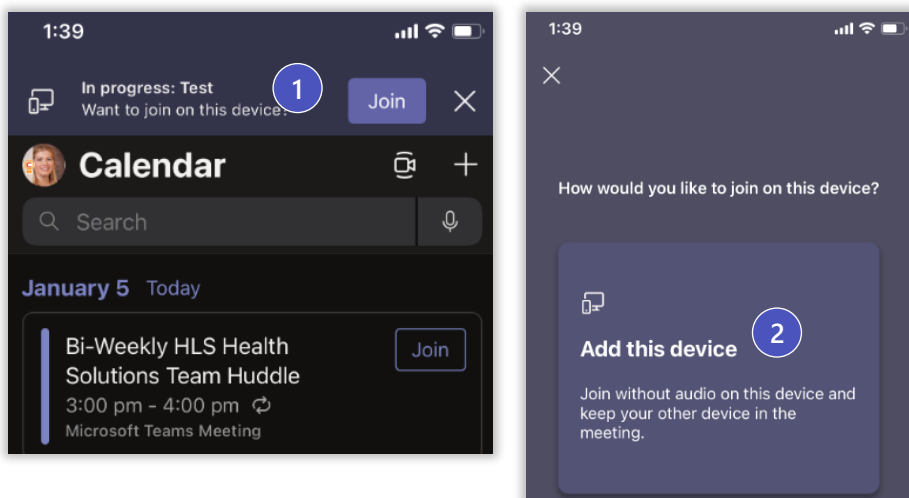 1:39
In progress: Test
Want to join on this device?
1
Join
Calendar
Search
January 5 Today
Bi-Weekly HLS Health
Solutions Team Huddle
Join
3:00 pm - 4:00 pm
Microsoft Teams Meeting
1:39
How would you like to join on this device?
Add this device
2
Join without audio on this device and
keep your other device in the
meeting.